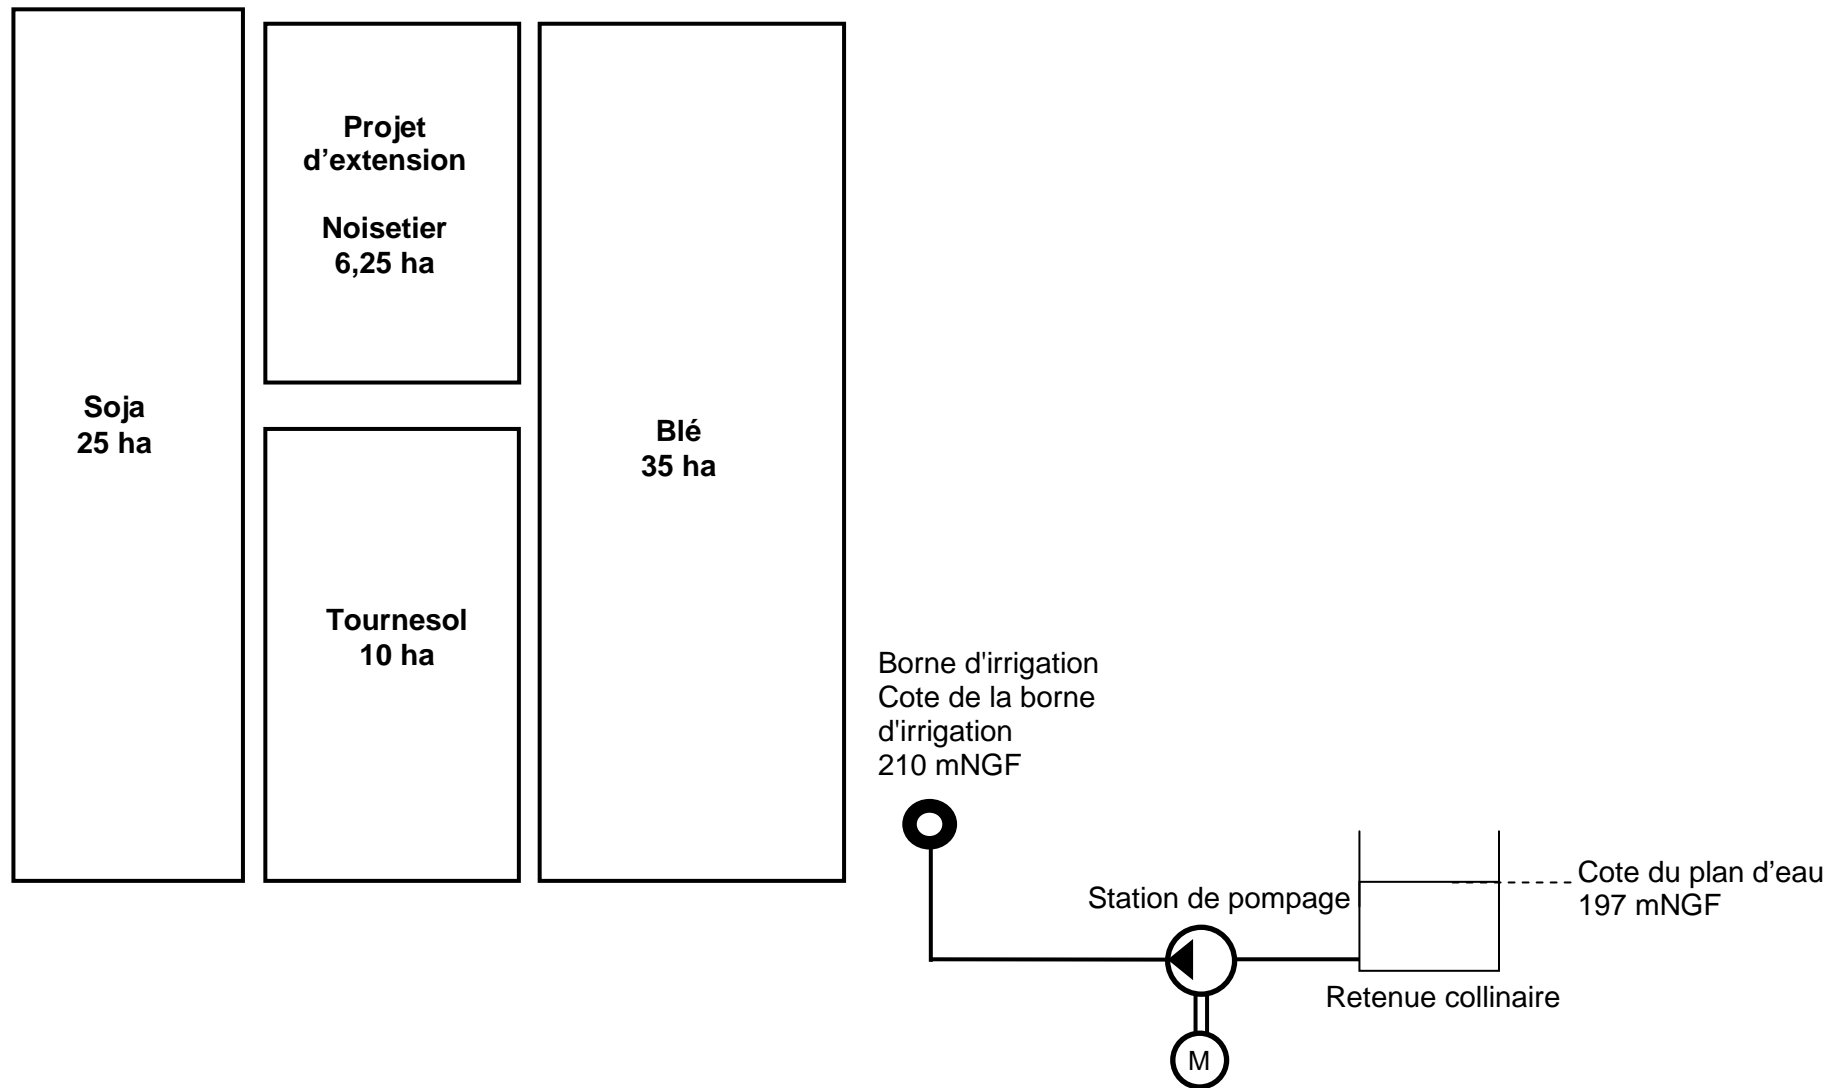 Projet
d’extension
Noisetier
6,25 ha
Soja
25 ha
Blé
35 ha
Tournesol
10 ha
Borne d'irrigation
Cote de la borne
d'irrigation
210 mNGF
Station de pompage
Cote du plan d’eau
197 mNGF
Retenue collinaire
M